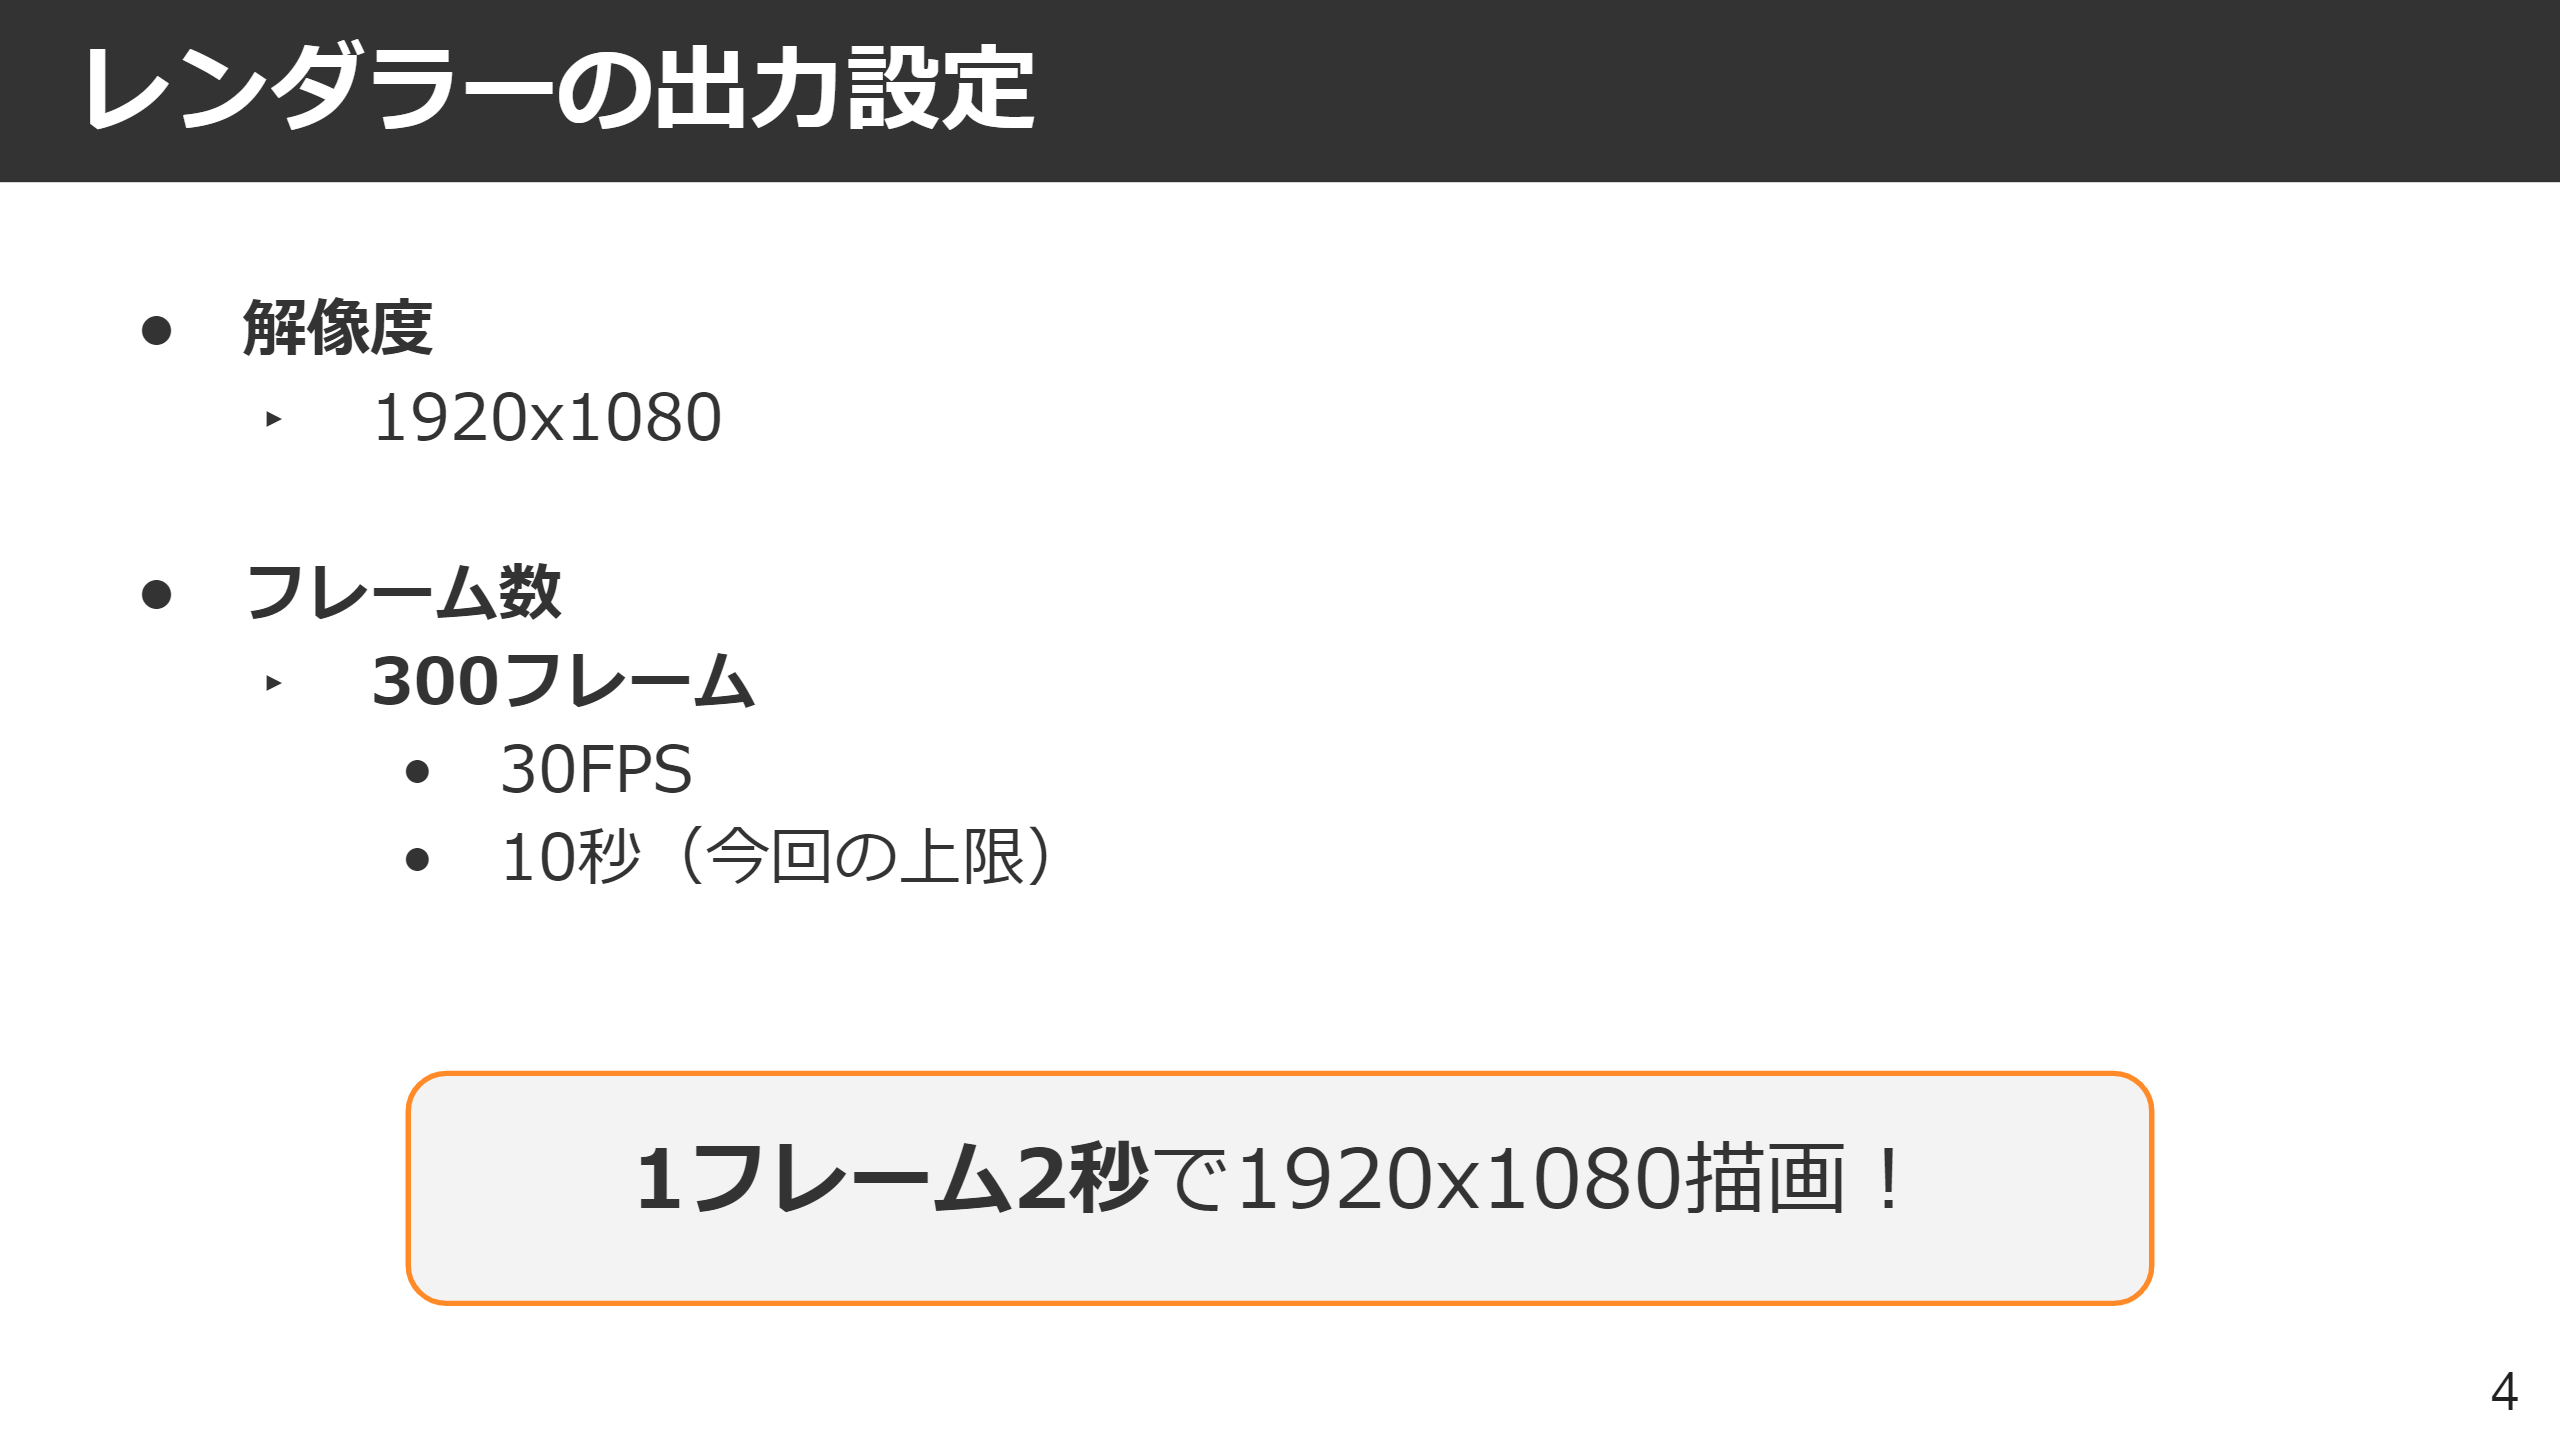 レンダラーの出力設定
● 解像度
▸ 1920x1080
● フレーム数
▸ 300フレーム
● 30FPS
● 10秒（今回の上限）
1フレーム2秒で1920x1080描画！
4